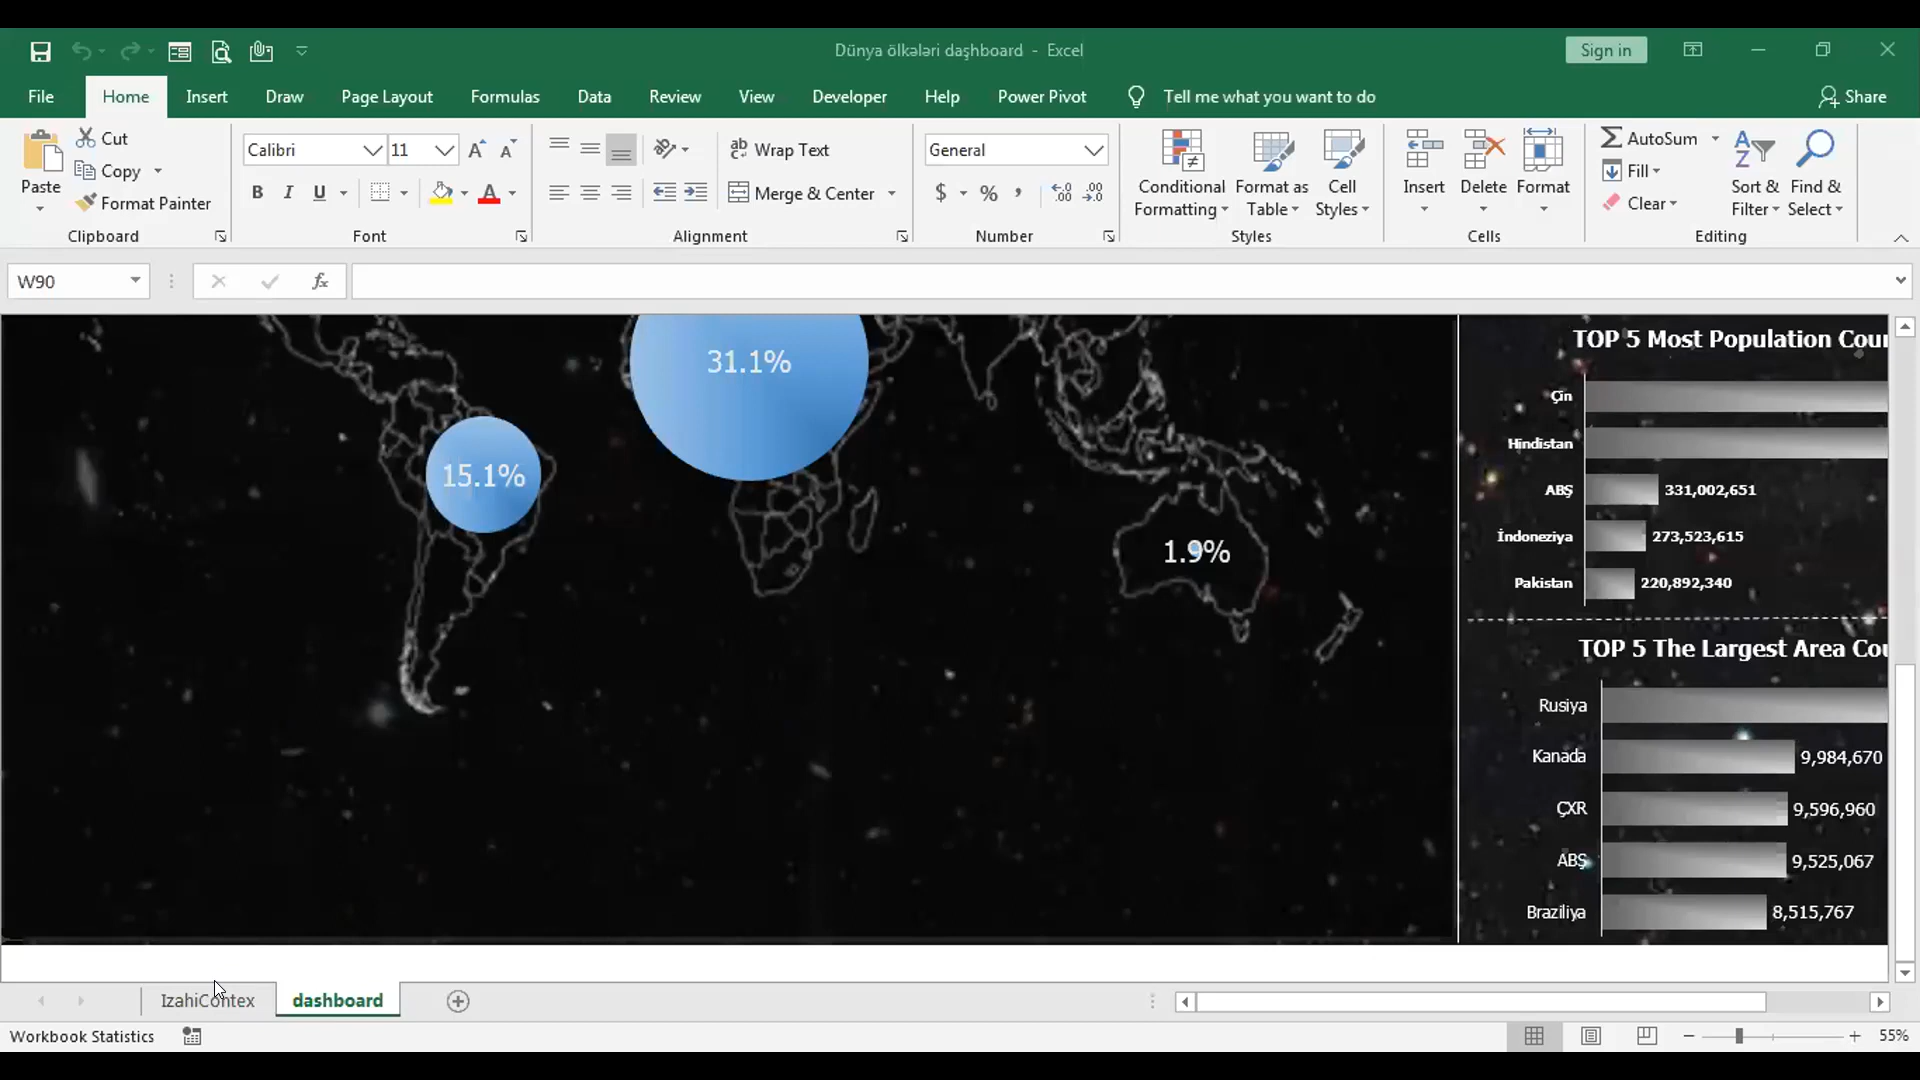 Dünya ölkələri daşhboard - Excel
Sign in
File Home Insert Draw Page Layout Formulas Data Review View Developer Help Power Pivot Tell me what you want to do Share
Paste
Cut
Copy
Format Painter
Clipboard
Calibri 11
B I U
Font
Wrap Text
Merge & Center
Alignment
General
$ % ,
Number
Conditional Formatting
Format as Table
Cell Styles
Styles
Insert Delete Format
Cells
AutoSum
Fill
Clear
Sort & Filter
Find & Select
Editing
W90
fx
31.1%
15.1%
1.9%
TOP 5 Most Population Cou
Çin
Hindistan
ABŞ 331,002,651
İndoneziya 273,523,615
Pakistan 220,892,340
TOP 5 The Largest Area Cou
Rusiya
Kanada 9,984,670
ÇXR 9,596,960
ABŞ 9,525,067
Braziliya 8,515,767
IzahiContex dashboard
Workbook Statistics
55%